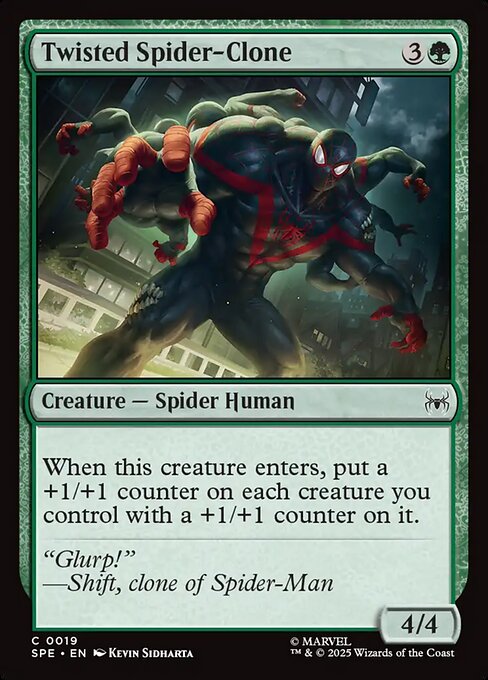 Twisted Spider-Clone 3
Creature — Spider Human
When this creature enters, put a
+1/+1 counter on each creature you
control with a +1/+1 counter on it.
“Glurp!”
—Shift, clone of Spider-Man
4/4
C 0019
SPE • EN Kevin Sidharta
© MARVEL
™ & © 2025 Wizards of the Coast